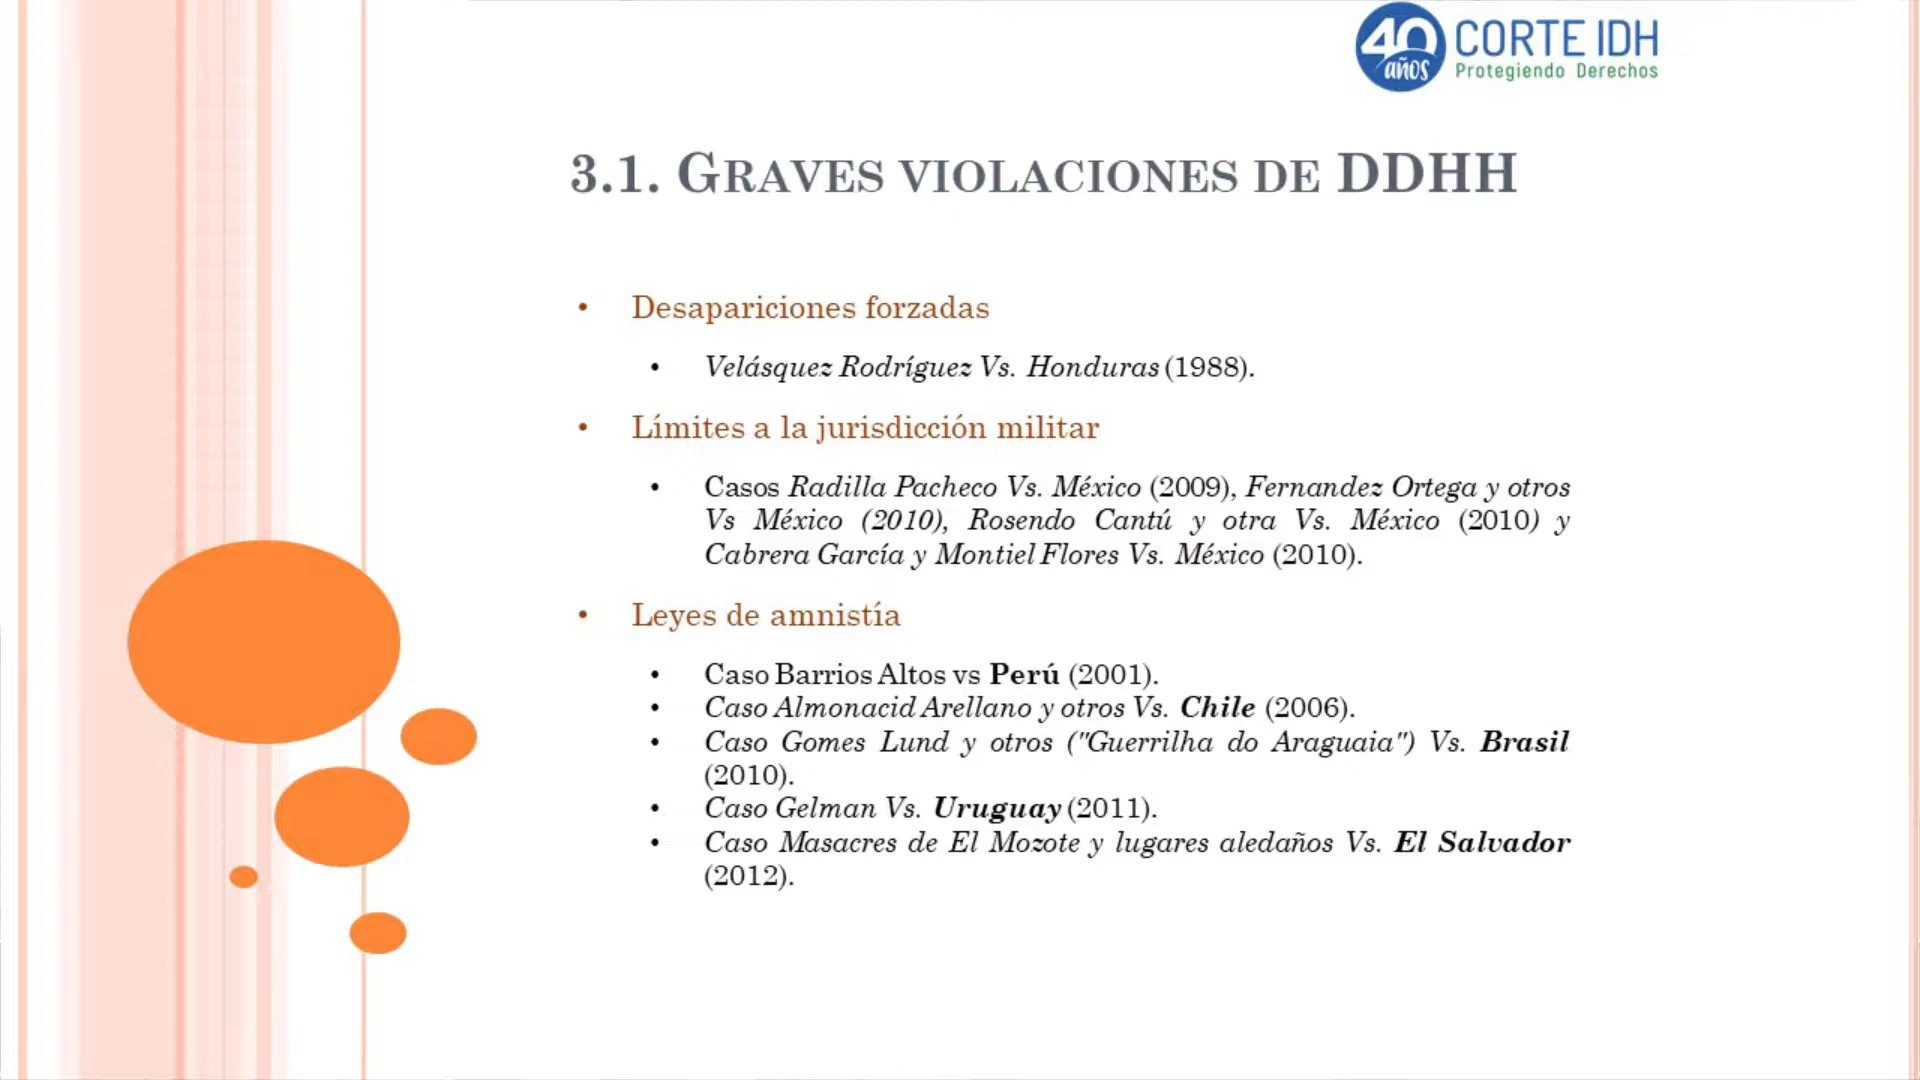 40 años CORTE IDH
Protegiendo Derechos
3.1. GRAVES VIOLACIONES DE DDHH
• Desapariciones forzadas
• Velásquez Rodríguez Vs. Honduras (1988).
• Límites a la jurisdicción militar
• Casos Radilla Pacheco Vs. México (2009), Fernandez Ortega y otros
Vs México (2010), Rosendo Cantú y otra Vs. México (2010) y
Cabrera García y Montiel Flores Vs. México (2010).
• Leyes de amnistía
• Caso Barrios Altos vs Perú (2001).
• Caso Almonacid Arellano y otros Vs. Chile (2006).
• Caso Gomes Lund y otros ("Guerrilha do Araguaia") Vs. Brasil
(2010).
• Caso Gelman Vs. Uruguay (2011).
• Caso Masacres de El Mozote y lugares aledaños Vs. El Salvador
(2012).